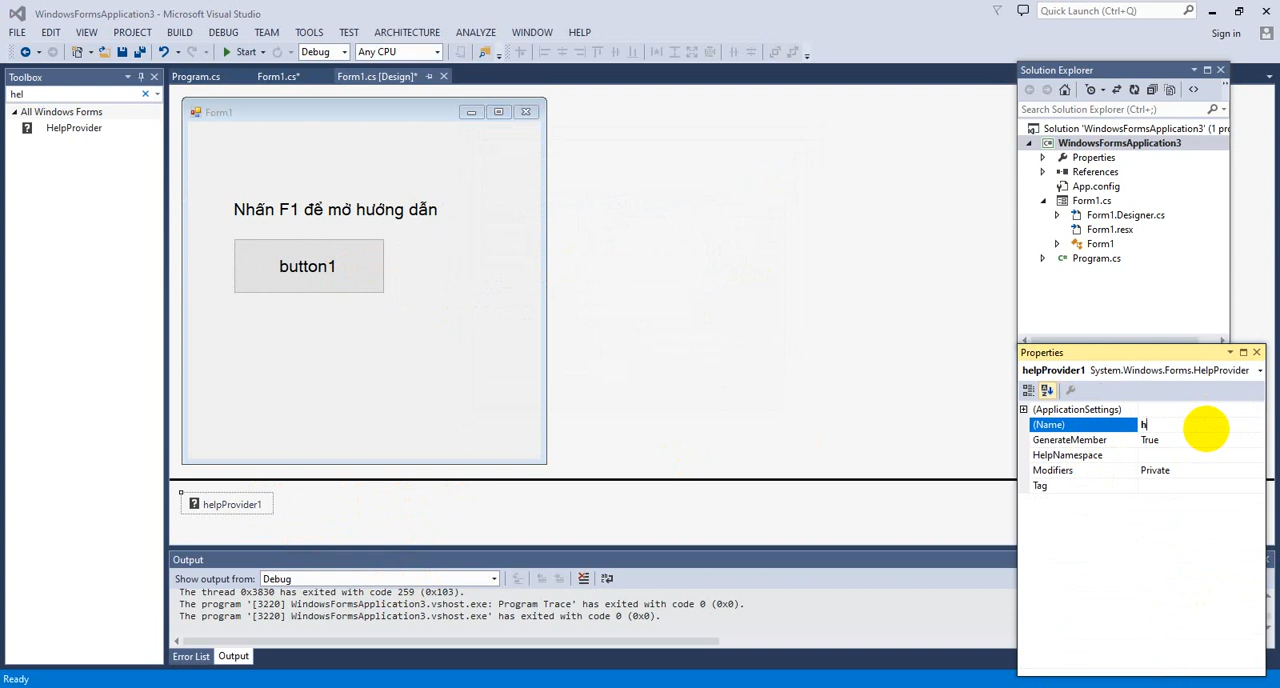 WindowsFormsApplication3 - Microsoft Visual Studio
Quick Launch (Ctrl+Q)
FILE EDIT VIEW PROJECT BUILD DEBUG TEAM TOOLS TEST ARCHITECTURE ANALYZE WINDOW HELP
Sign in
Start Debug Any CPU
Toolbox
hel
All Windows Forms
HelpProvider
Program.cs Form1.cs* Form1.cs [Design]*
Form1
Nhấn F1 để mở hướng dẫn
button1
helpProvider1
Output
Show output from: Debug
The thread 0x3830 has exited with code 259 (0x103).
The program '[3220] WindowsFormsApplication3.vshost.exe: Program Trace' has exited with code 0 (0x0).
The program '[3220] WindowsFormsApplication3.vshost.exe' has exited with code 0 (0x0).
Error List Output
Solution Explorer
Search Solution Explorer (Ctrl+;)
Solution 'WindowsFormsApplication3' (1 pr
WindowsFormsApplication3
Properties
References
App.config
Form1.cs
Form1.Designer.cs
Form1.resx
Form1
Program.cs
Properties
helpProvider1 System.Windows.Forms.HelpProvider
(ApplicationSettings)
(Name) h
GenerateMember True
HelpNamespace
Modifiers Private
Tag
Ready